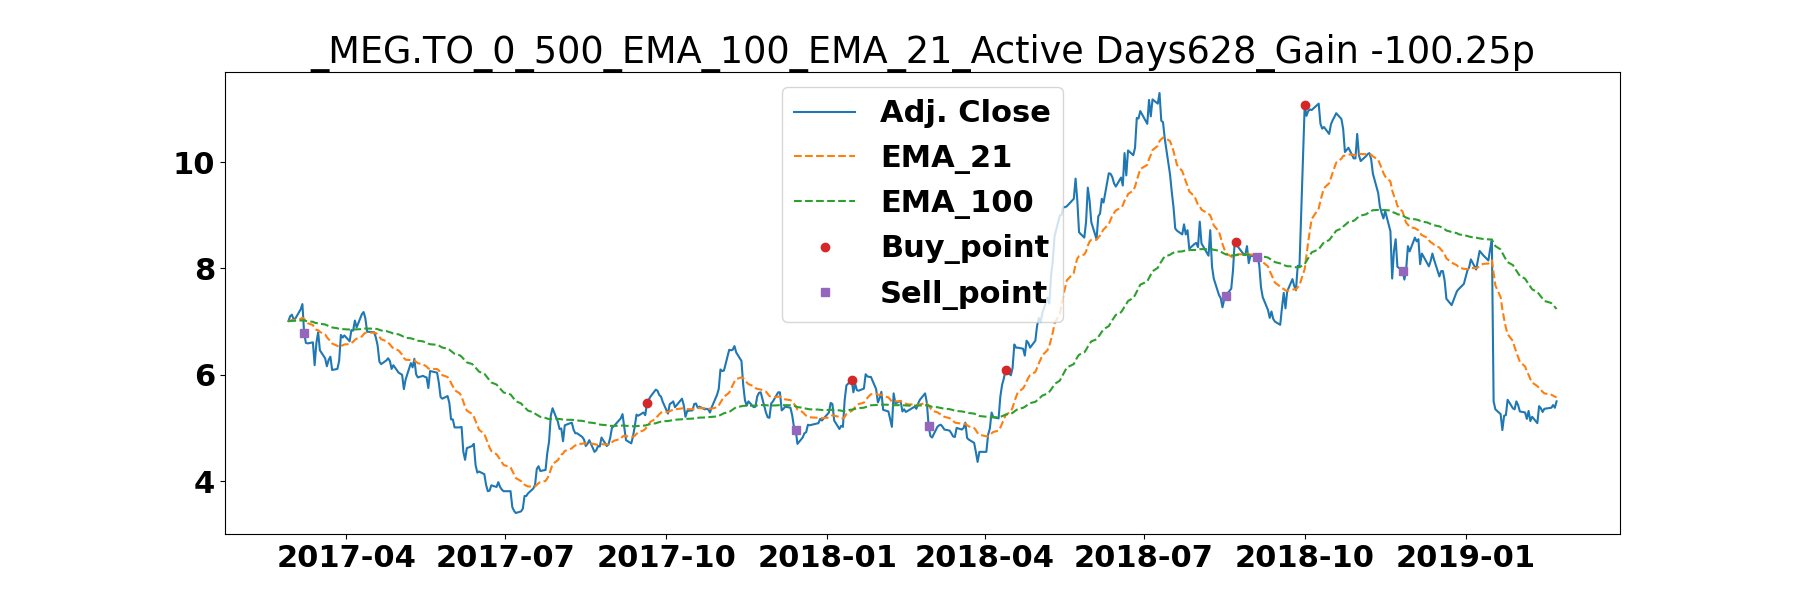 _MEG.TO_0_500_EMA_100_EMA_21_Active Days628_Gain -100.25p
Adj. Close
EMA_21
EMA_100
Buy_point
Sell_point
10
8
6
4
2017-04 2017-07 2017-10 2018-01 2018-04 2018-07 2018-10 2019-01